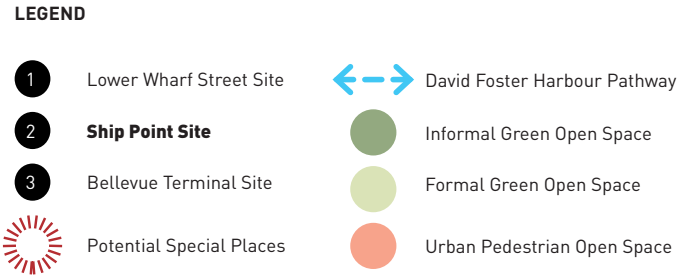 LEGEND
1 Lower Wharf Street Site
2 Ship Point Site
3 Bellevue Terminal Site
Potential Special Places
David Foster Harbour Pathway
Informal Green Open Space
Formal Green Open Space
Urban Pedestrian Open Space